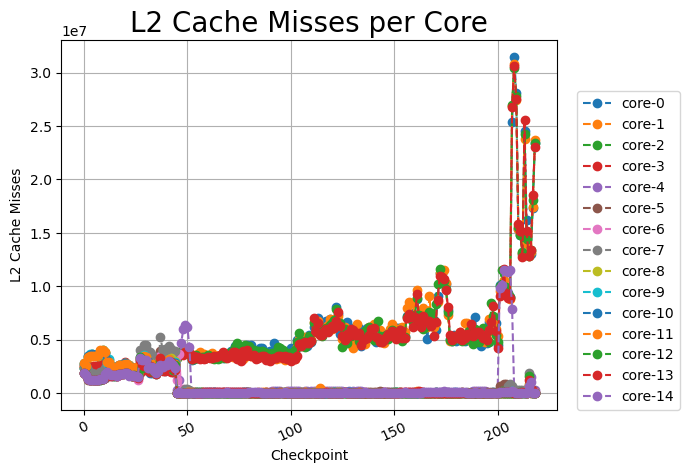 L2 Cache Misses per Core
1e7
3.0
2.5
2.0
1.5
1.0
0.5
0.0
L2 Cache Misses
0
50
100
150
200
Checkpoint
core-0
core-1
core-2
core-3
core-4
core-5
core-6
core-7
core-8
core-9
core-10
core-11
core-12
core-13
core-14